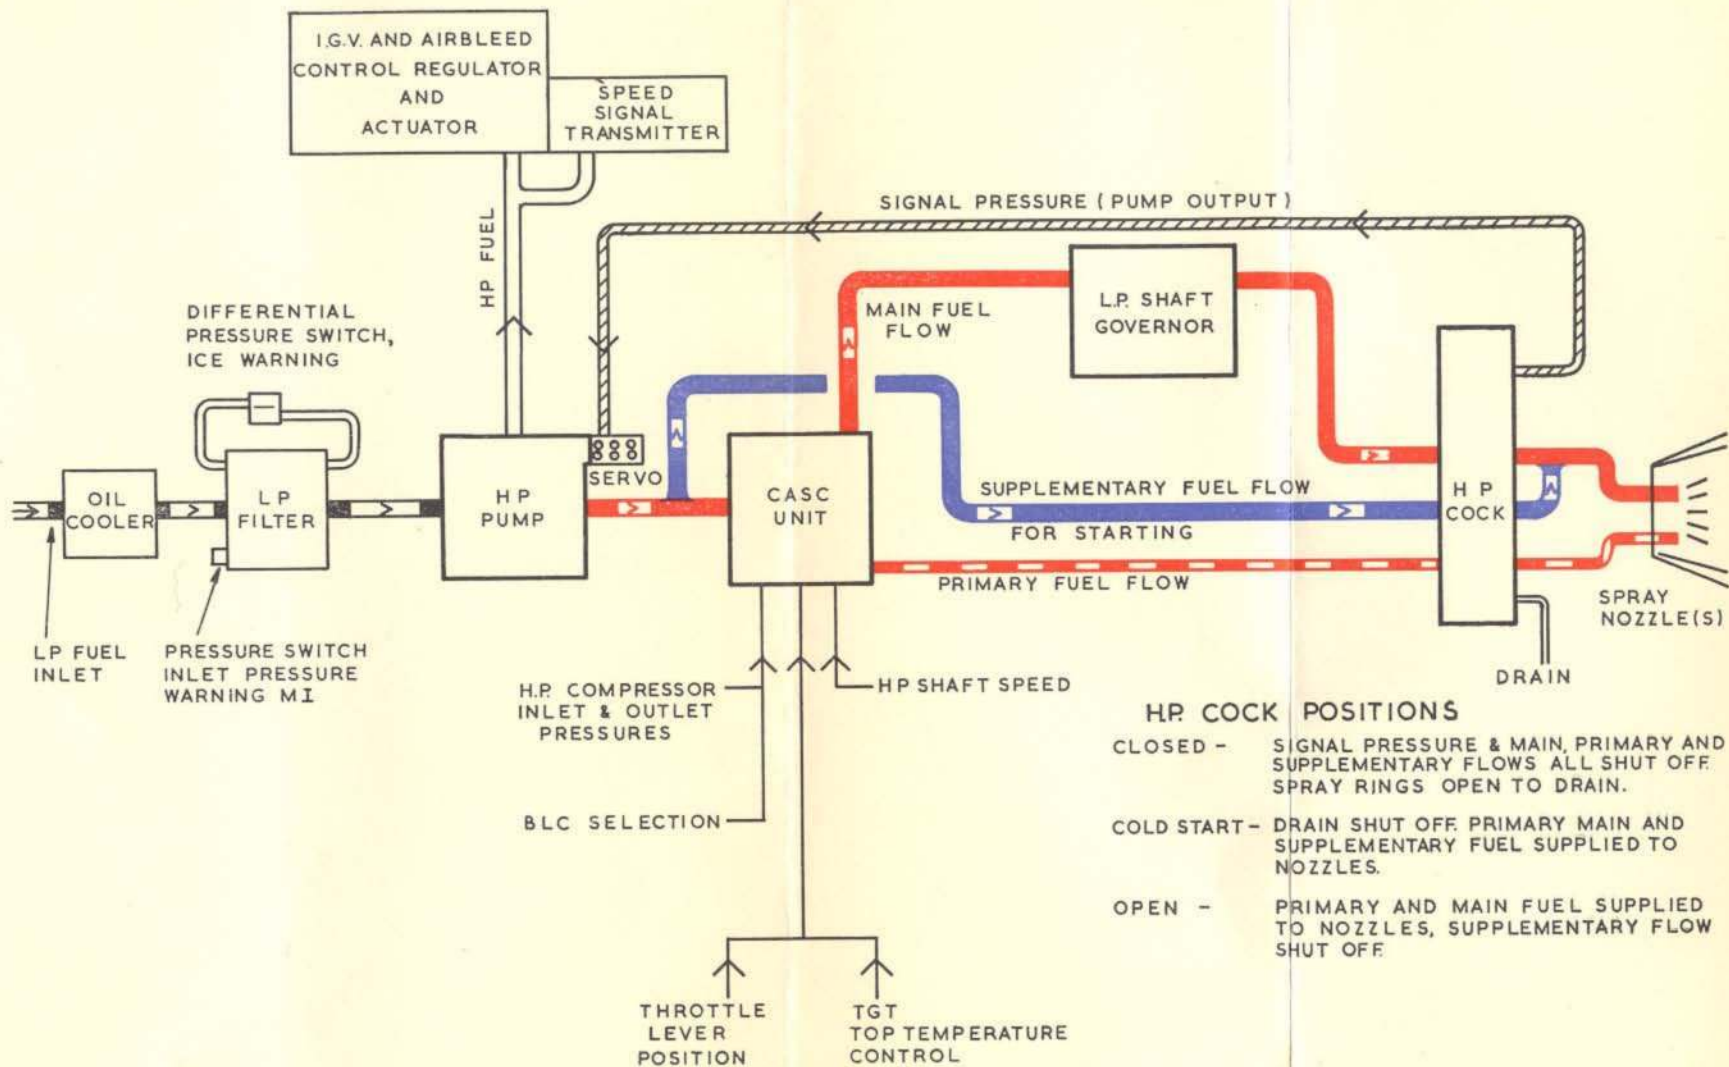 I.G.V. AND AIRBLEED
CONTROL REGULATOR
AND
ACTUATOR
SPEED
SIGNAL
TRANSMITTER
HP FUEL
SIGNAL PRESSURE (PUMP OUTPUT)
DIFFERENTIAL
PRESSURE SWITCH,
ICE WARNING
MAIN FUEL
FLOW
L.P. SHAFT
GOVERNOR
OIL
COOLER
LP
FILTER
HP
PUMP
SERVO
CASC
UNIT
SUPPLEMENTARY FUEL FLOW
FOR STARTING
HP
COCK
PRIMARY FUEL FLOW
SPRAY
NOZZLE(S)
LP FUEL
INLET
PRESSURE SWITCH
INLET PRESSURE
WARNING MI
H.P. COMPRESSOR
INLET & OUTLET
PRESSURES
HP SHAFT SPEED
DRAIN
BLC SELECTION
THROTTLE
LEVER
POSITION
TGT
TOP TEMPERATURE
CONTROL
H.P. COCK POSITIONS
CLOSED - SIGNAL PRESSURE & MAIN, PRIMARY AND
SUPPLEMENTARY FLOWS ALL SHUT OFF.
SPRAY RINGS OPEN TO DRAIN.
COLD START - DRAIN SHUT OFF. PRIMARY MAIN AND
SUPPLEMENTARY FUEL SUPPLIED TO
NOZZLES.
OPEN - PRIMARY AND MAIN FUEL SUPPLIED
TO NOZZLES, SUPPLEMENTARY FLOW
SHUT OFF.